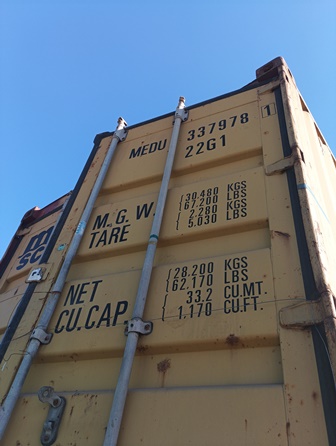 MEDU 337978 1
22G1
M.G.W. 30.480 KGS
67.200 LBS
TARE 2.280 KGS
5.030 LBS
NET 28.200 KGS
62.170 LBS
CU.CAP. 33.2 CU.MT.
1.170 CU.FT.
msc